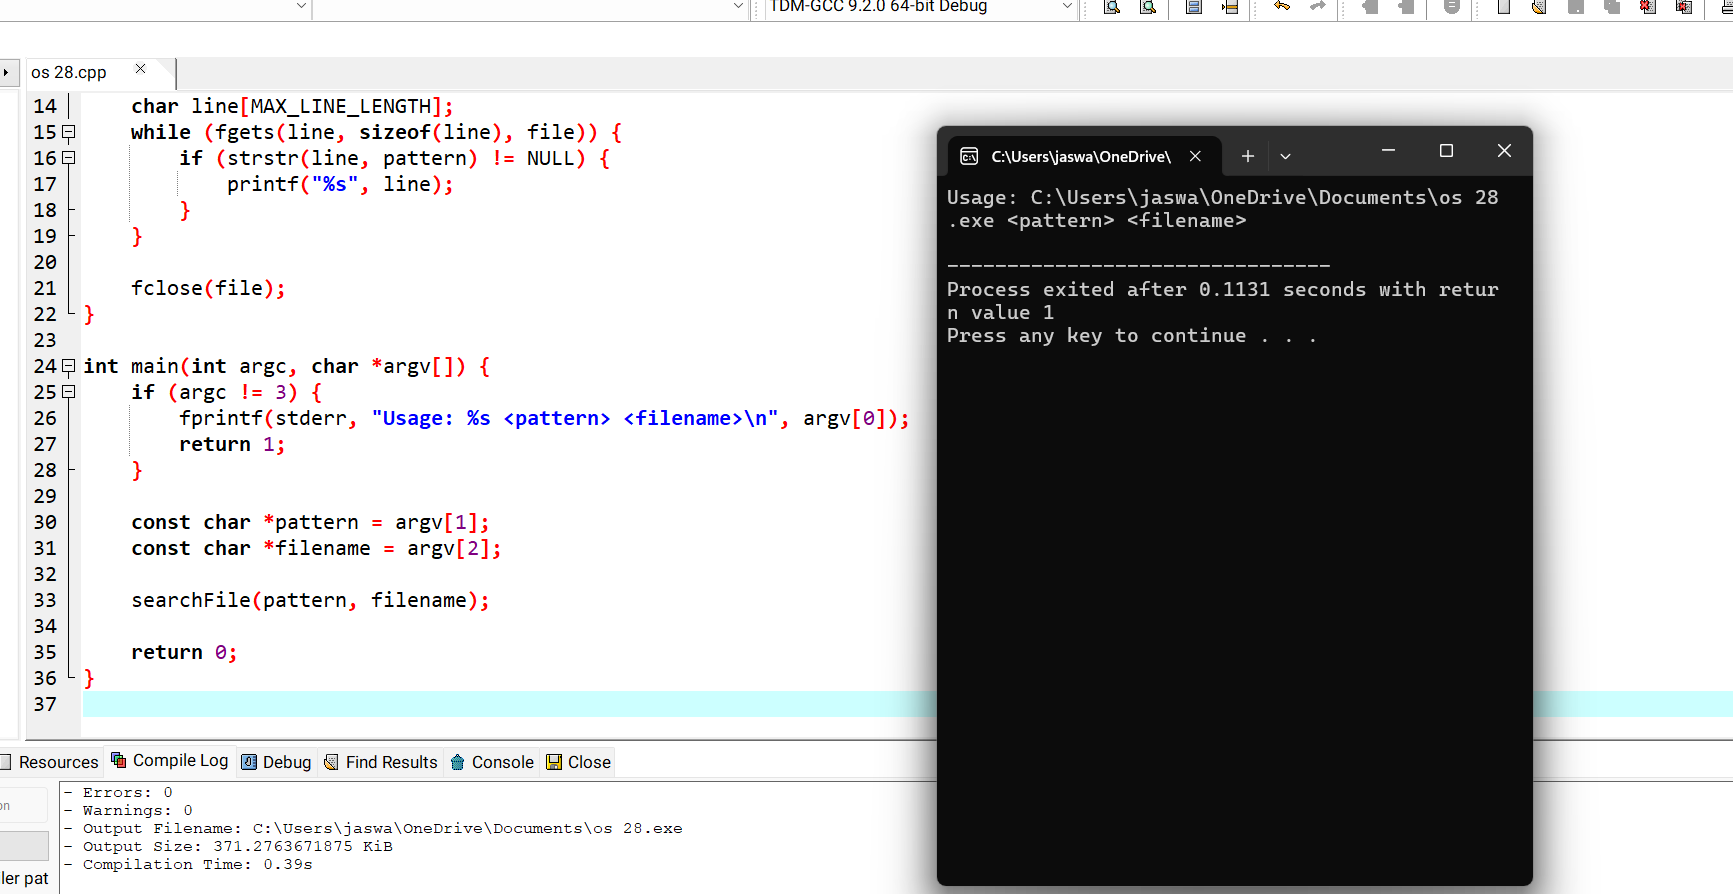 TDM-GCC 9.2.0 64-bit Debug
os 28.cpp
14 char line[MAX_LINE_LENGTH];
15 while (fgets(line, sizeof(line), file)) {
16 if (strstr(line, pattern) != NULL) {
17 printf("%s", line);
18 }
19 }
20
21 fclose(file);
22 }
23
24 int main(int argc, char *argv[]) {
25 if (argc != 3) {
26 fprintf(stderr, "Usage: %s <pattern> <filename>\n", argv[0]);
27 return 1;
28 }
29
30 const char *pattern = argv[1];
31 const char *filename = argv[2];
32
33 searchFile(pattern, filename);
34
35 return 0;
36 }
37
C:\Users\jaswa\OneDrive\
Usage: C:\Users\jaswa\OneDrive\Documents\os 28
.exe <pattern> <filename>
--------------------------------
Process exited after 0.1131 seconds with retur
n value 1
Press any key to continue . . .
Resources Compile Log Debug Find Results Console Close
on
ler pat
- Errors: 0
- Warnings: 0
- Output Filename: C:\Users\jaswa\OneDrive\Documents\os 28.exe
- Output Size: 371.2763671875 KiB
- Compilation Time: 0.39s